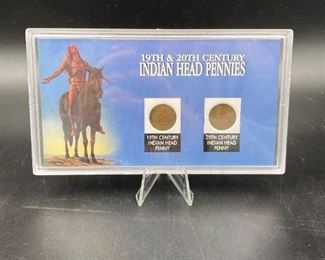 19TH & 20TH CENTURY
INDIAN HEAD PENNIES
19TH CENTURY
INDIAN HEAD
PENNY
20TH CENTURY
INDIAN HEAD
PENNY